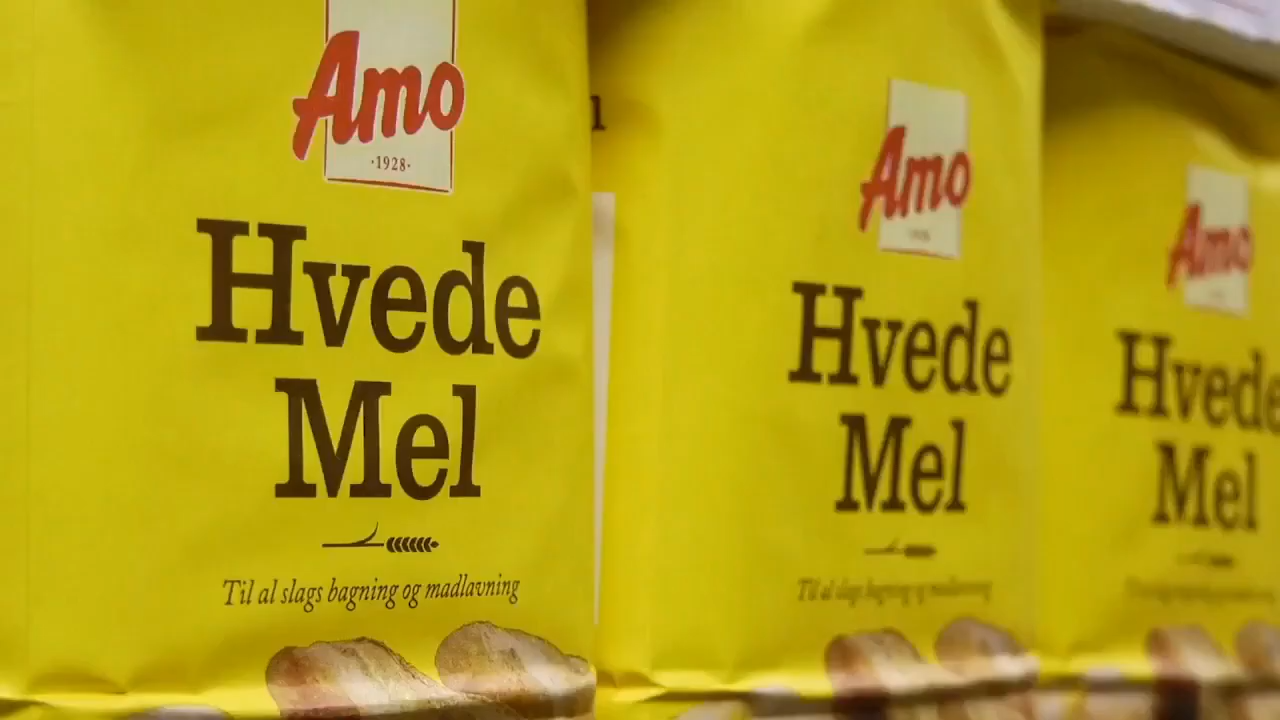 Amo
·1928·
Hvede
Mel
Til al slags bagning og madlavning
Amo
Hvede
Mel
Til al slags bagning og madlavning
Amo
Hvede
Mel